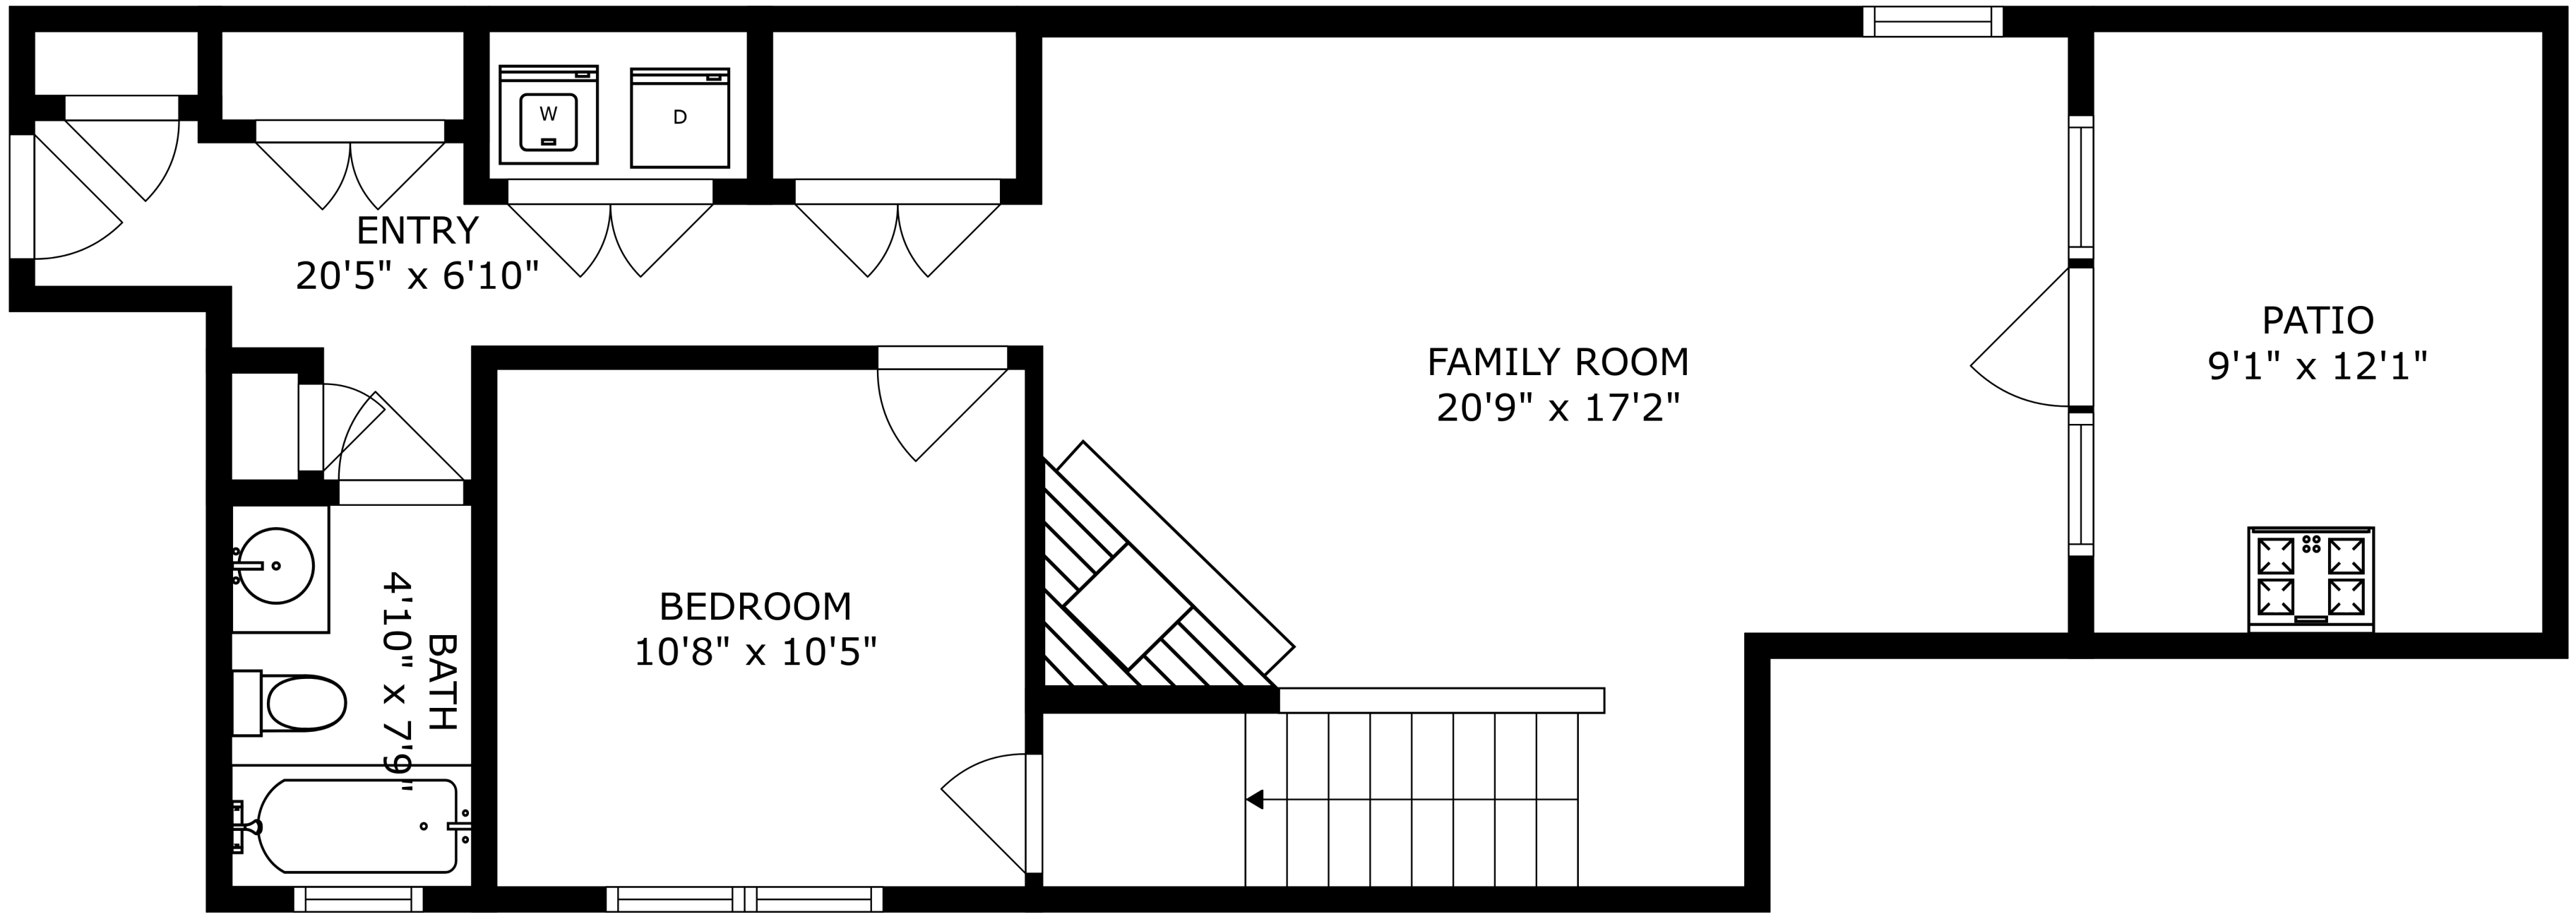 W
D
ENTRY
20'5" x 6'10"
PATIO
9'1" x 12'1"
FAMILY ROOM
20'9" x 17'2"
BEDROOM
10'8" x 10'5"
BATH
4'10" x 7'9"